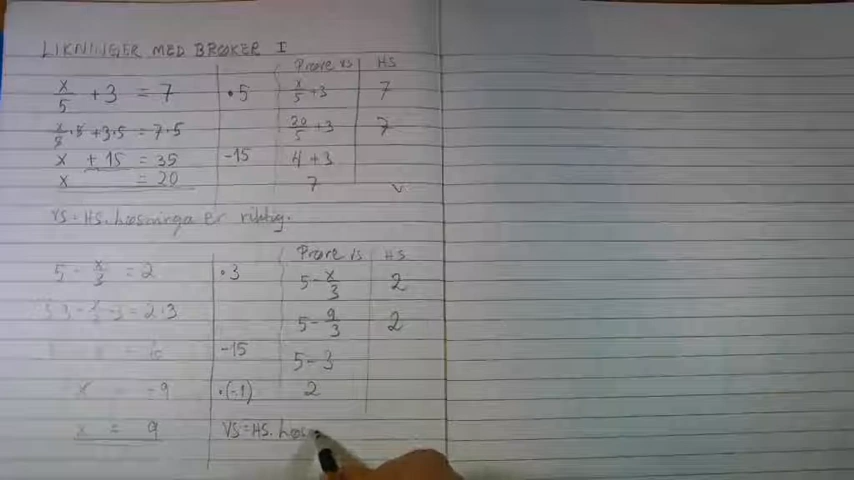 LIKNINGER MED BRØKER I
Prøve VS HS
x/5 + 3 = 7 ·5 x/5 + 3 7
x/5 · 5 + 3·5 = 7·5 20/5 + 3 7
x + 15 = 35 -15 4 + 3
x = 20 7 v
VS = HS. Løsninga er riktig.
Prøve VS HS
5 - x/3 = 2 ·3 5 - x/3 2
= 2·3 5 - 9/3 2
-15 5 - 3
x -9 ·(-1) 2
x = 9 VS = HS. Løs